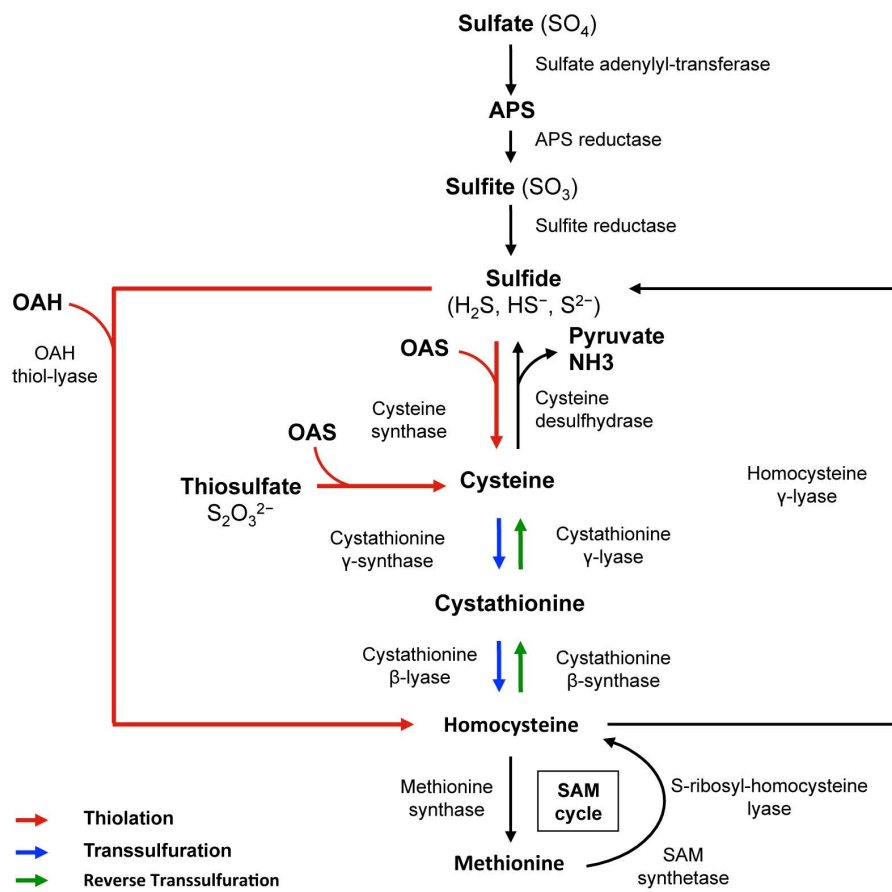 Sulfate (SO₄)
Sulfate adenylyl-transferase
APS
APS reductase
Sulfite (SO₃)
Sulfite reductase
Sulfide
(H₂S, HS⁻, S²⁻)
OAH
OAH
thiol-lyase
OAS
Pyruvate
NH3
Cysteine
synthase
Cysteine
desulfhydrase
OAS
Thiosulfate
S₂O₃²⁻
Cysteine
Homocysteine
γ-lyase
Cystathionine
γ-synthase
Cystathionine
γ-lyase
Cystathionine
Cystathionine
β-lyase
Cystathionine
β-synthase
Homocysteine
Methionine
synthase
SAM
cycle
S-ribosyl-homocysteine
lyase
Methionine
SAM
synthetase
Thiolation
Transsulfuration
Reverse Transsulfuration